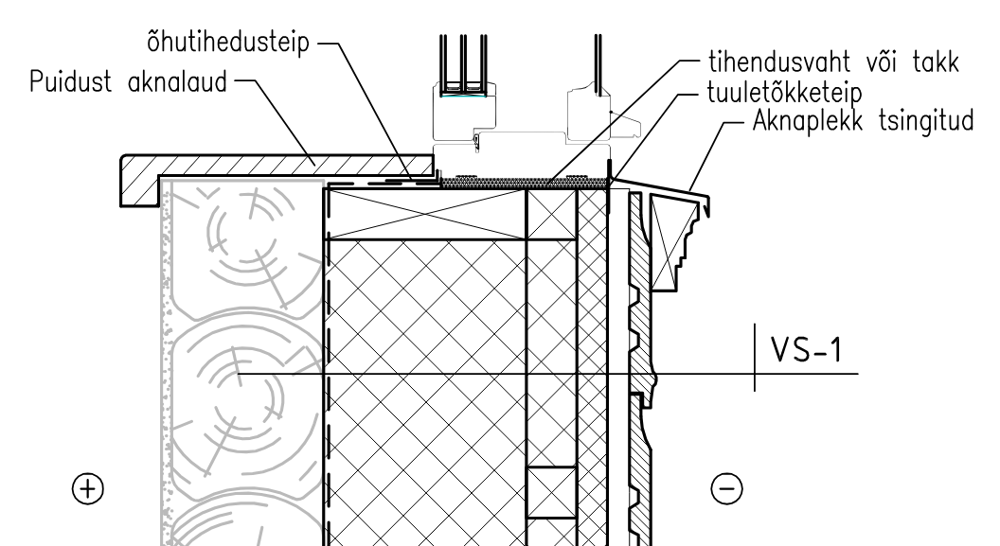 õhutihedusteip
Puidust aknalaud
tihendusvaht või takk
tuuletõkketeip
Aknaplekk tsingitud
VS-1
+
-